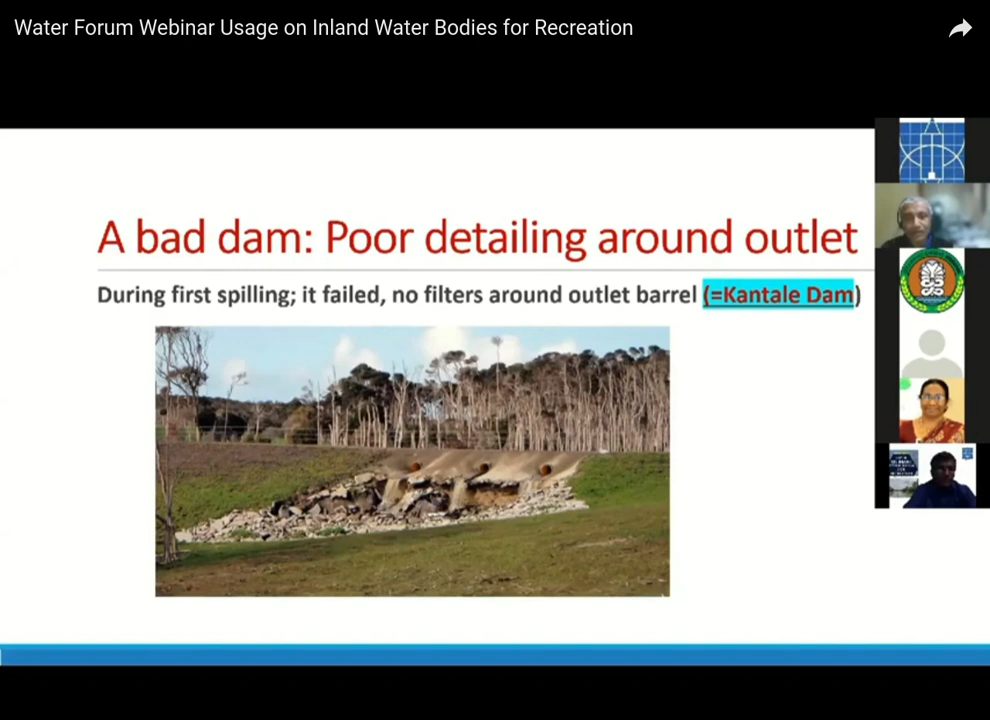 Water Forum Webinar Usage on Inland Water Bodies for Recreation
A bad dam: Poor detailing around outlet
During first spilling; it failed, no filters around outlet barrel (=Kantale Dam)